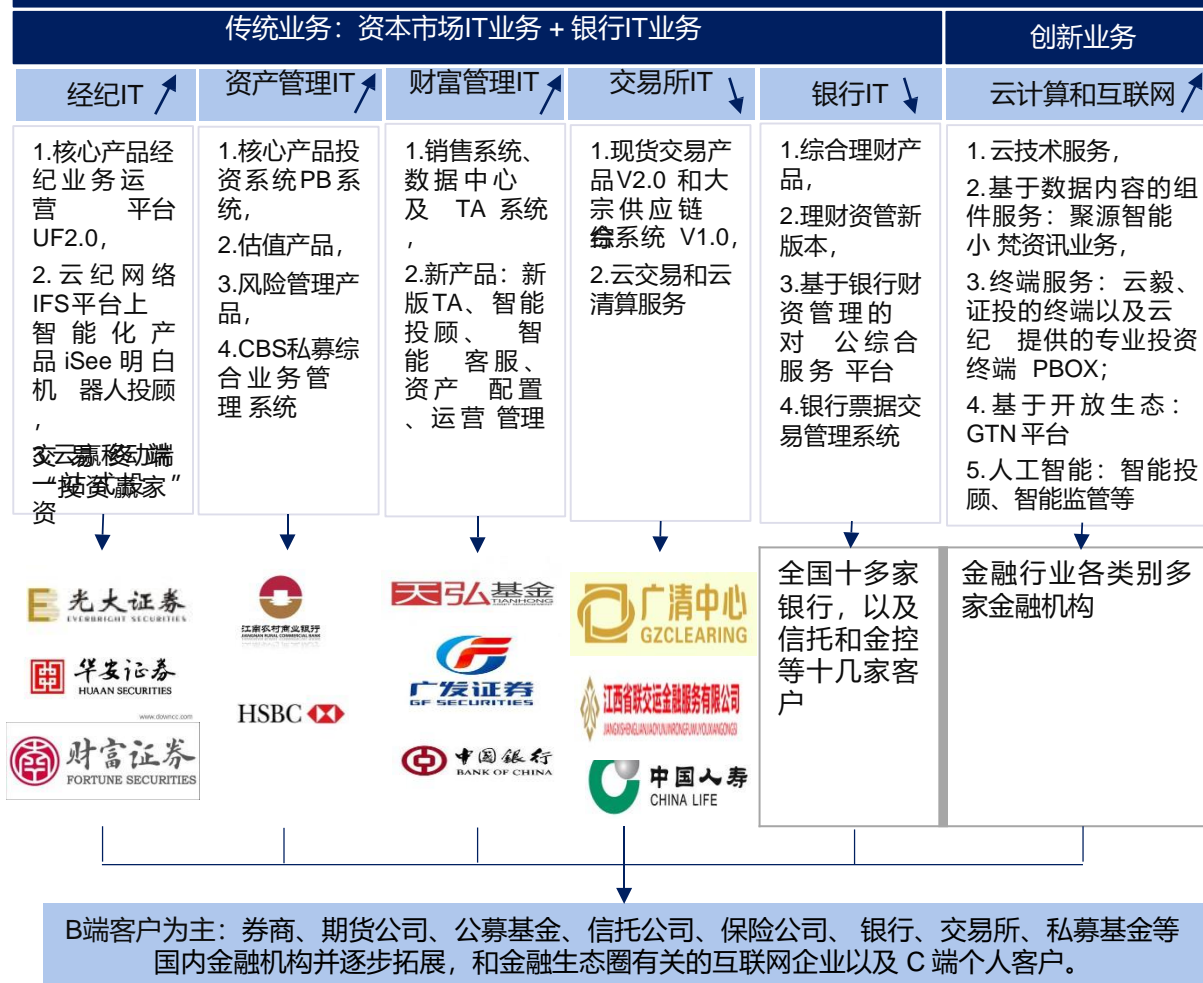 传统业务：资本市场IT业务 + 银行IT业务
创新业务
经纪IT
资产管理IT
财富管理IT
交易所IT
银行IT
云计算和互联网
1.核心产品经
纪业务运
营 平台
UF2.0,
2. 云 纪 网 络
IFS平台上
智 能 化 产
品 iSee 明 白
机 器人投顾
,
“投资赢家”
资
1.核心产品投
资系统PB 系
统,
2.估值产品,
3.风险管理产
品,
4.CBS私募综
合业务管
理 系统
1.销售系统、
数据中心
及 TA 系统
,
2.新产品：新
版TA、智能
投顾、 智
能 客服、
资产 配置
、运营 管理
1.现货交易产
品V2.0 和大
宗供应链
系统 V1.0,
2.云交易和云
清算服务
1.综合理财产
品,
2.理财资管新
版本,
3.基于银行财
资管理的
对 公综合
服务 平台
4.银行票据交
易管理系统
1. 云技术服务,
2.基于数据内容的组
件服务：聚源智能
小 梵资讯业务,
3.终端服务：云毅、
证投的终端以及云
纪 提供的专业投资
终端 PBOX;
4. 基于开放生态：
GTN 平台
5.人工智能：智能投
顾、智能监管等
光大证券
EVERBRIGHT SECURITIES
华安证券
HUAAN SECURITIES
www.downcc.com
财富证券
FORTUNE SECURITIES
江南农村商业银行
JIANGNAN RURAL COMMERCIAL BANK
HSBC
天弘基金
TIANHONG
广发证券
GF SECURITIES
中国银行
BANK OF CHINA
广清中心
GZCLEARING
江西省联交运金融服务有限公司
中国人寿
CHINA LIFE
全国十多家
银行，以及
信托和金控
等十几家客
户
金融行业各类别多
家金融机构
B端客户为主：券商、期货公司、公募基金、信托公司、保险公司、 银行、交易所、私募基金等
国内金融机构并逐步拓展，和金融生态圈有关的互联网企业以及 C 端个人客户。